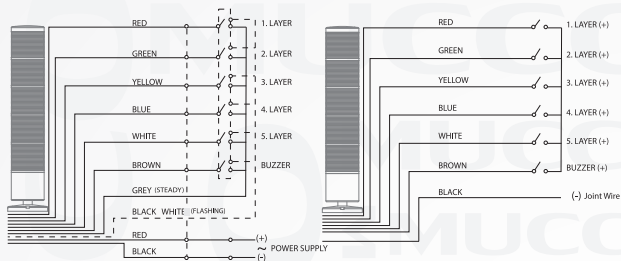 RED
1. LAYER
GREEN
2. LAYER
YELLOW
3. LAYER
BLUE
4. LAYER
WHITE
5. LAYER
BROWN
BUZZER
GREY (STEADY)
BLACK WHITE (FLASHING)
RED
(+)
~ POWER SUPPLY
BLACK
(-)
RED
1. LAYER (+)
GREEN
2. LAYER (+)
YELLOW
3. LAYER (+)
BLUE
4. LAYER (+)
WHITE
5. LAYER (+)
BROWN
BUZZER (+)
BLACK
(-) Joint Wire